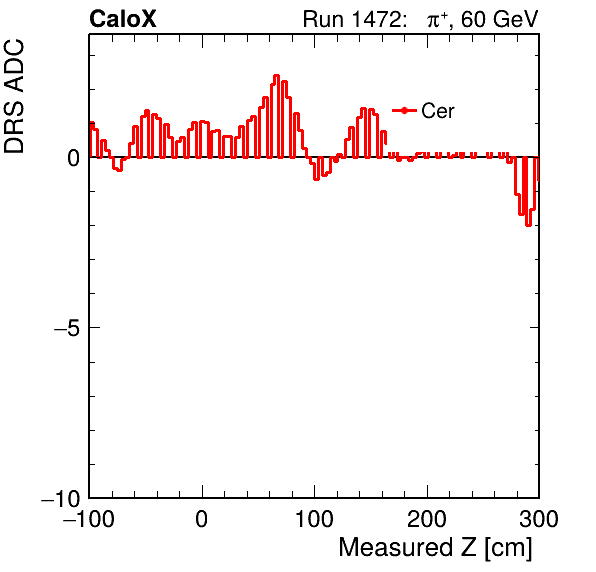 CaloX Run 1472: π⁺, 60 GeV
DRS ADC
Cer
0
−5
−10
−100 0 100 200 300
Measured Z [cm]